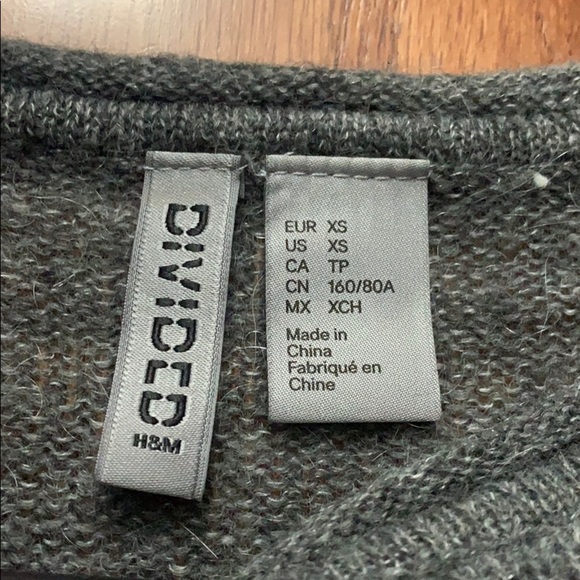 DIVIDED
H&M
EUR XS
US XS
CA TP
CN 160/80A
MX XCH
Made in
China
Fabriqué en
Chine